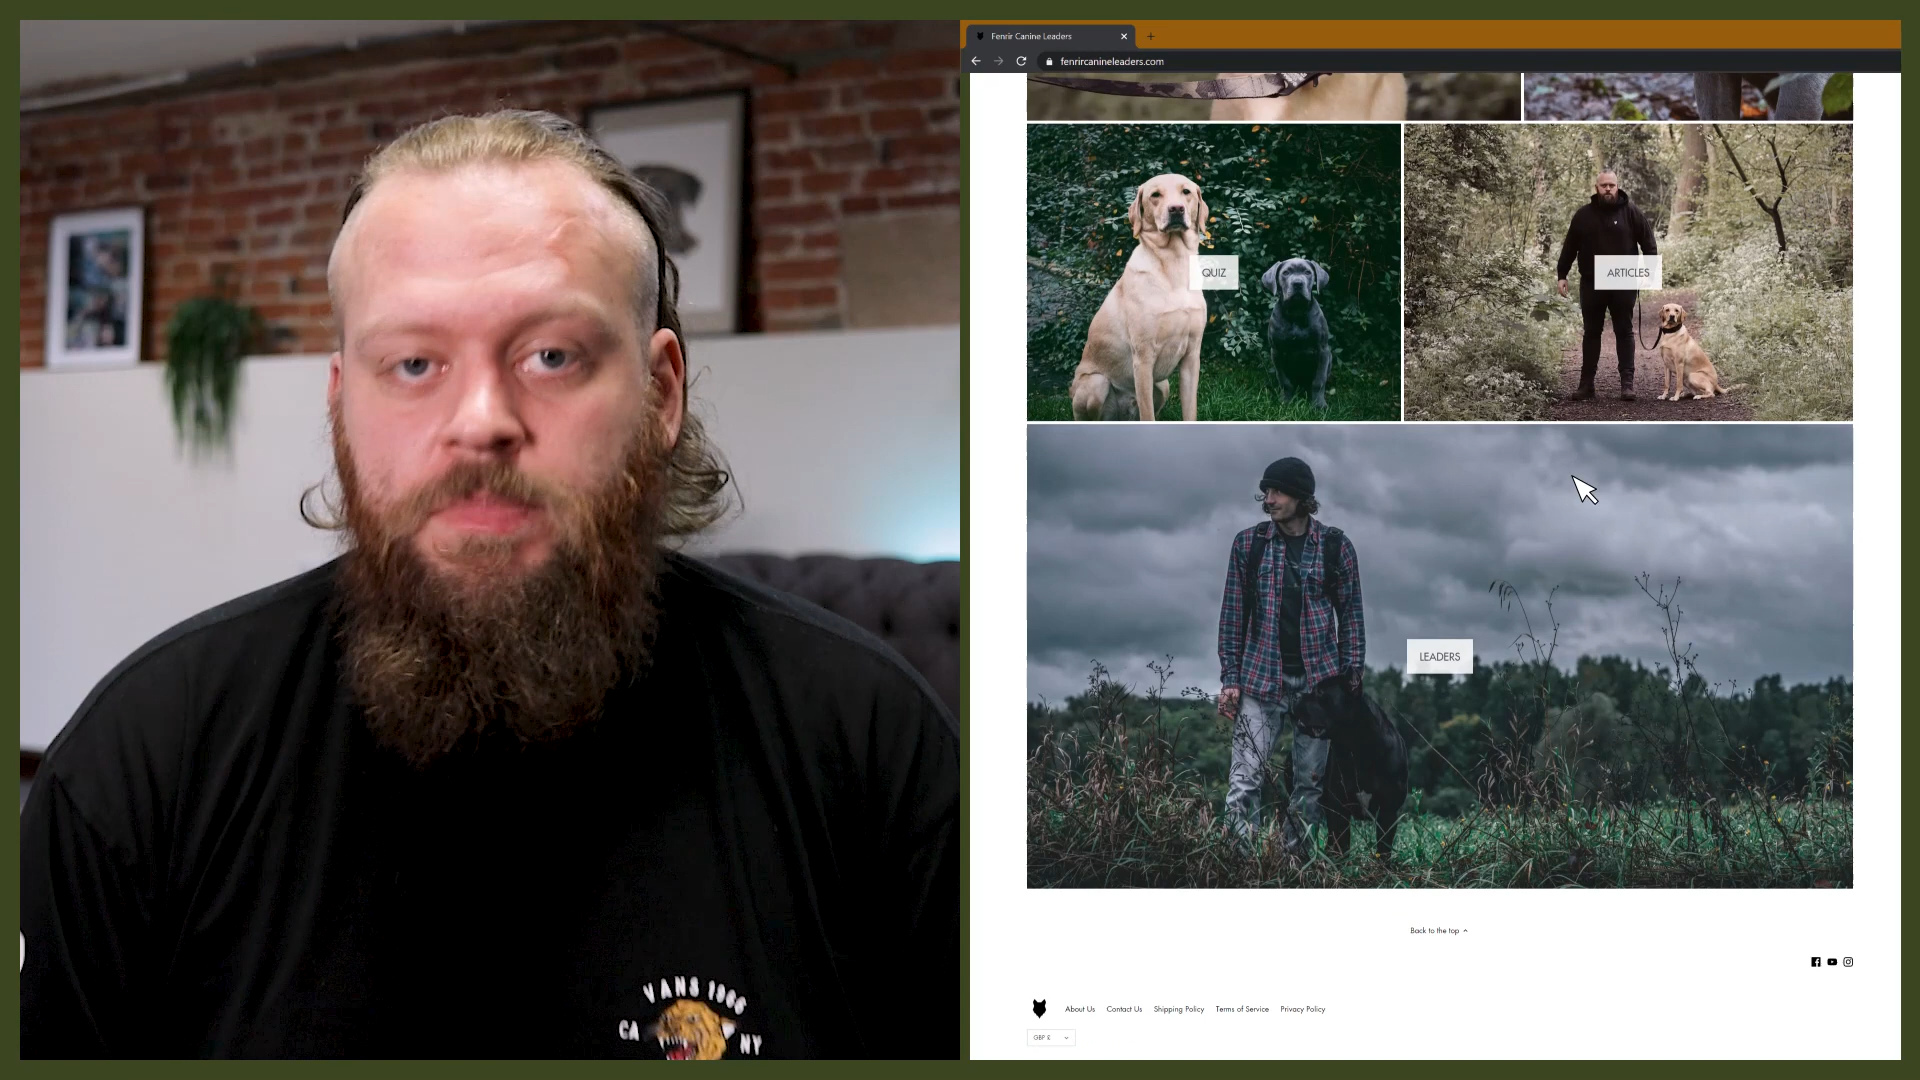 VANS 1966
CA
NY
Fenrir Canine Leaders
fenrircanineleaders.com
QUIZ
ARTICLES
LEADERS
Back to the top
About Us Contact Us Shipping Policy Terms of Service Privacy Policy
GBP £